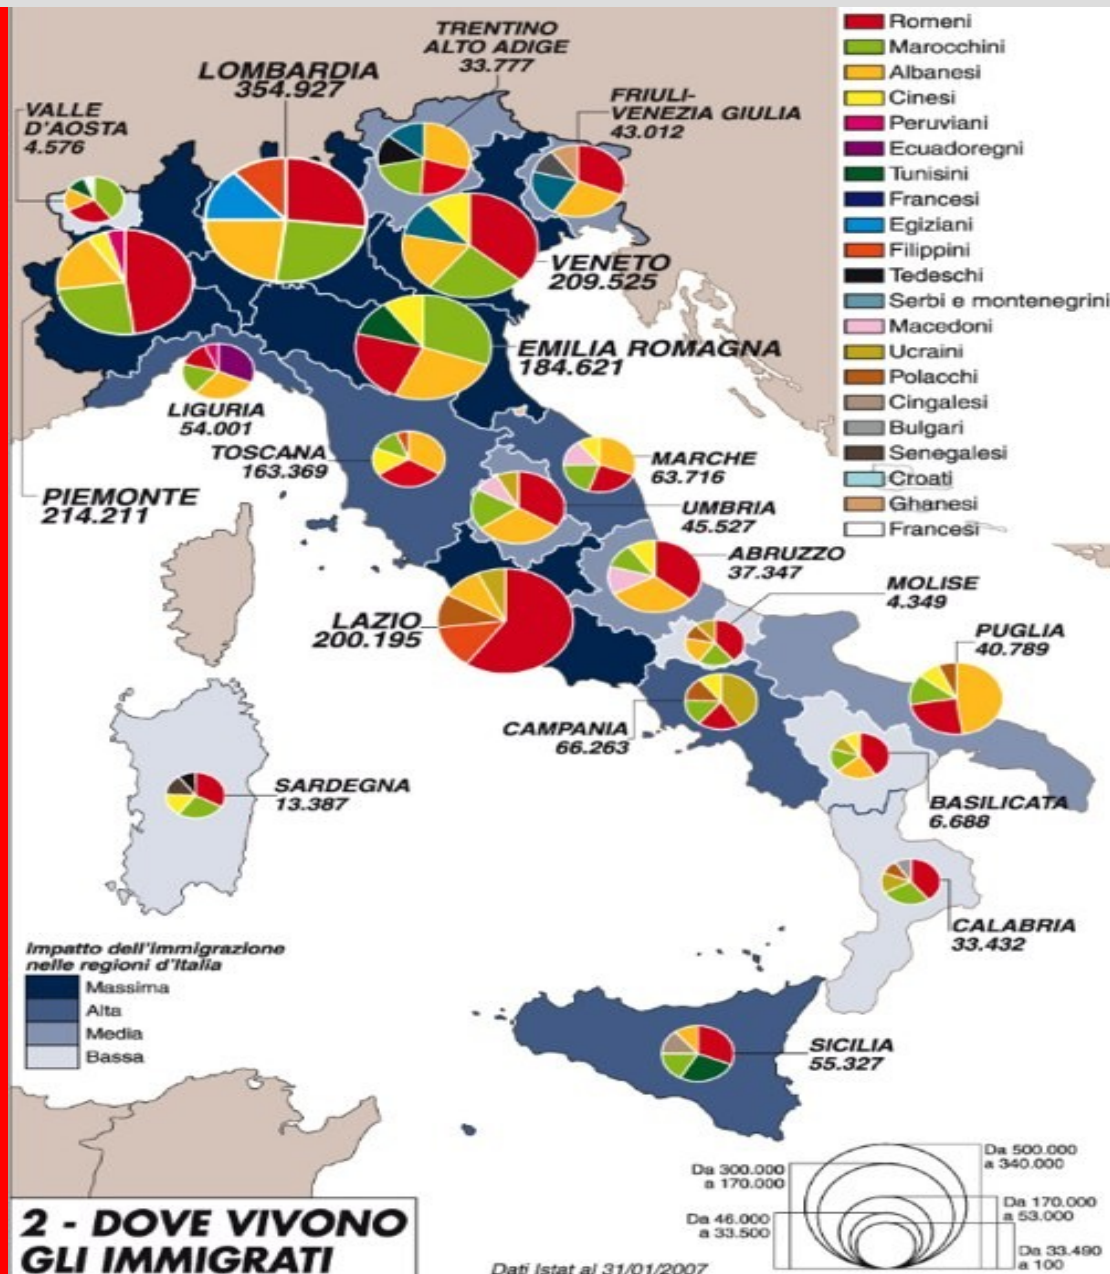 TRENTINO
ALTO ADIGE
33.777
LOMBARDIA
354.927
VALLE
D'AOSTA
4.576
FRIULI-
VENEZIA GIULIA
43.012
VENETO
209.525
EMILIA ROMAGNA
184.621
LIGURIA
54.001
TOSCANA
163.369
PIEMONTE
214.211
MARCHE
63.716
UMBRIA
45.527
ABRUZZO
37.347
MOLISE
4.349
LAZIO
200.195
PUGLIA
40.789
CAMPANIA
66.263
SARDEGNA
13.387
BASILICATA
6.688
CALABRIA
33.432
SICILIA
55.327
Romeni
Marocchini
Albanesi
Cinesi
Peruviani
Ecuadoregni
Tunisini
Francesi
Egiziani
Filippini
Tedeschi
Serbi e montenegrini
Macedoni
Ucraini
Polacchi
Cingalesi
Bulgari
Senegalesi
Croati
Ghanesi
Francesi
Impatto dell'immigrazione
nelle regioni d'Italia
Massima
Alta
Media
Bassa
Da 500.000
a 340.000
Da 300.000
a 170.000
Da 170.000
a 53.000
Da 46.000
a 33.500
Da 33.490
a 100
2 - DOVE VIVONO
GLI IMMIGRATI
Dati Istat al 31/01/2007